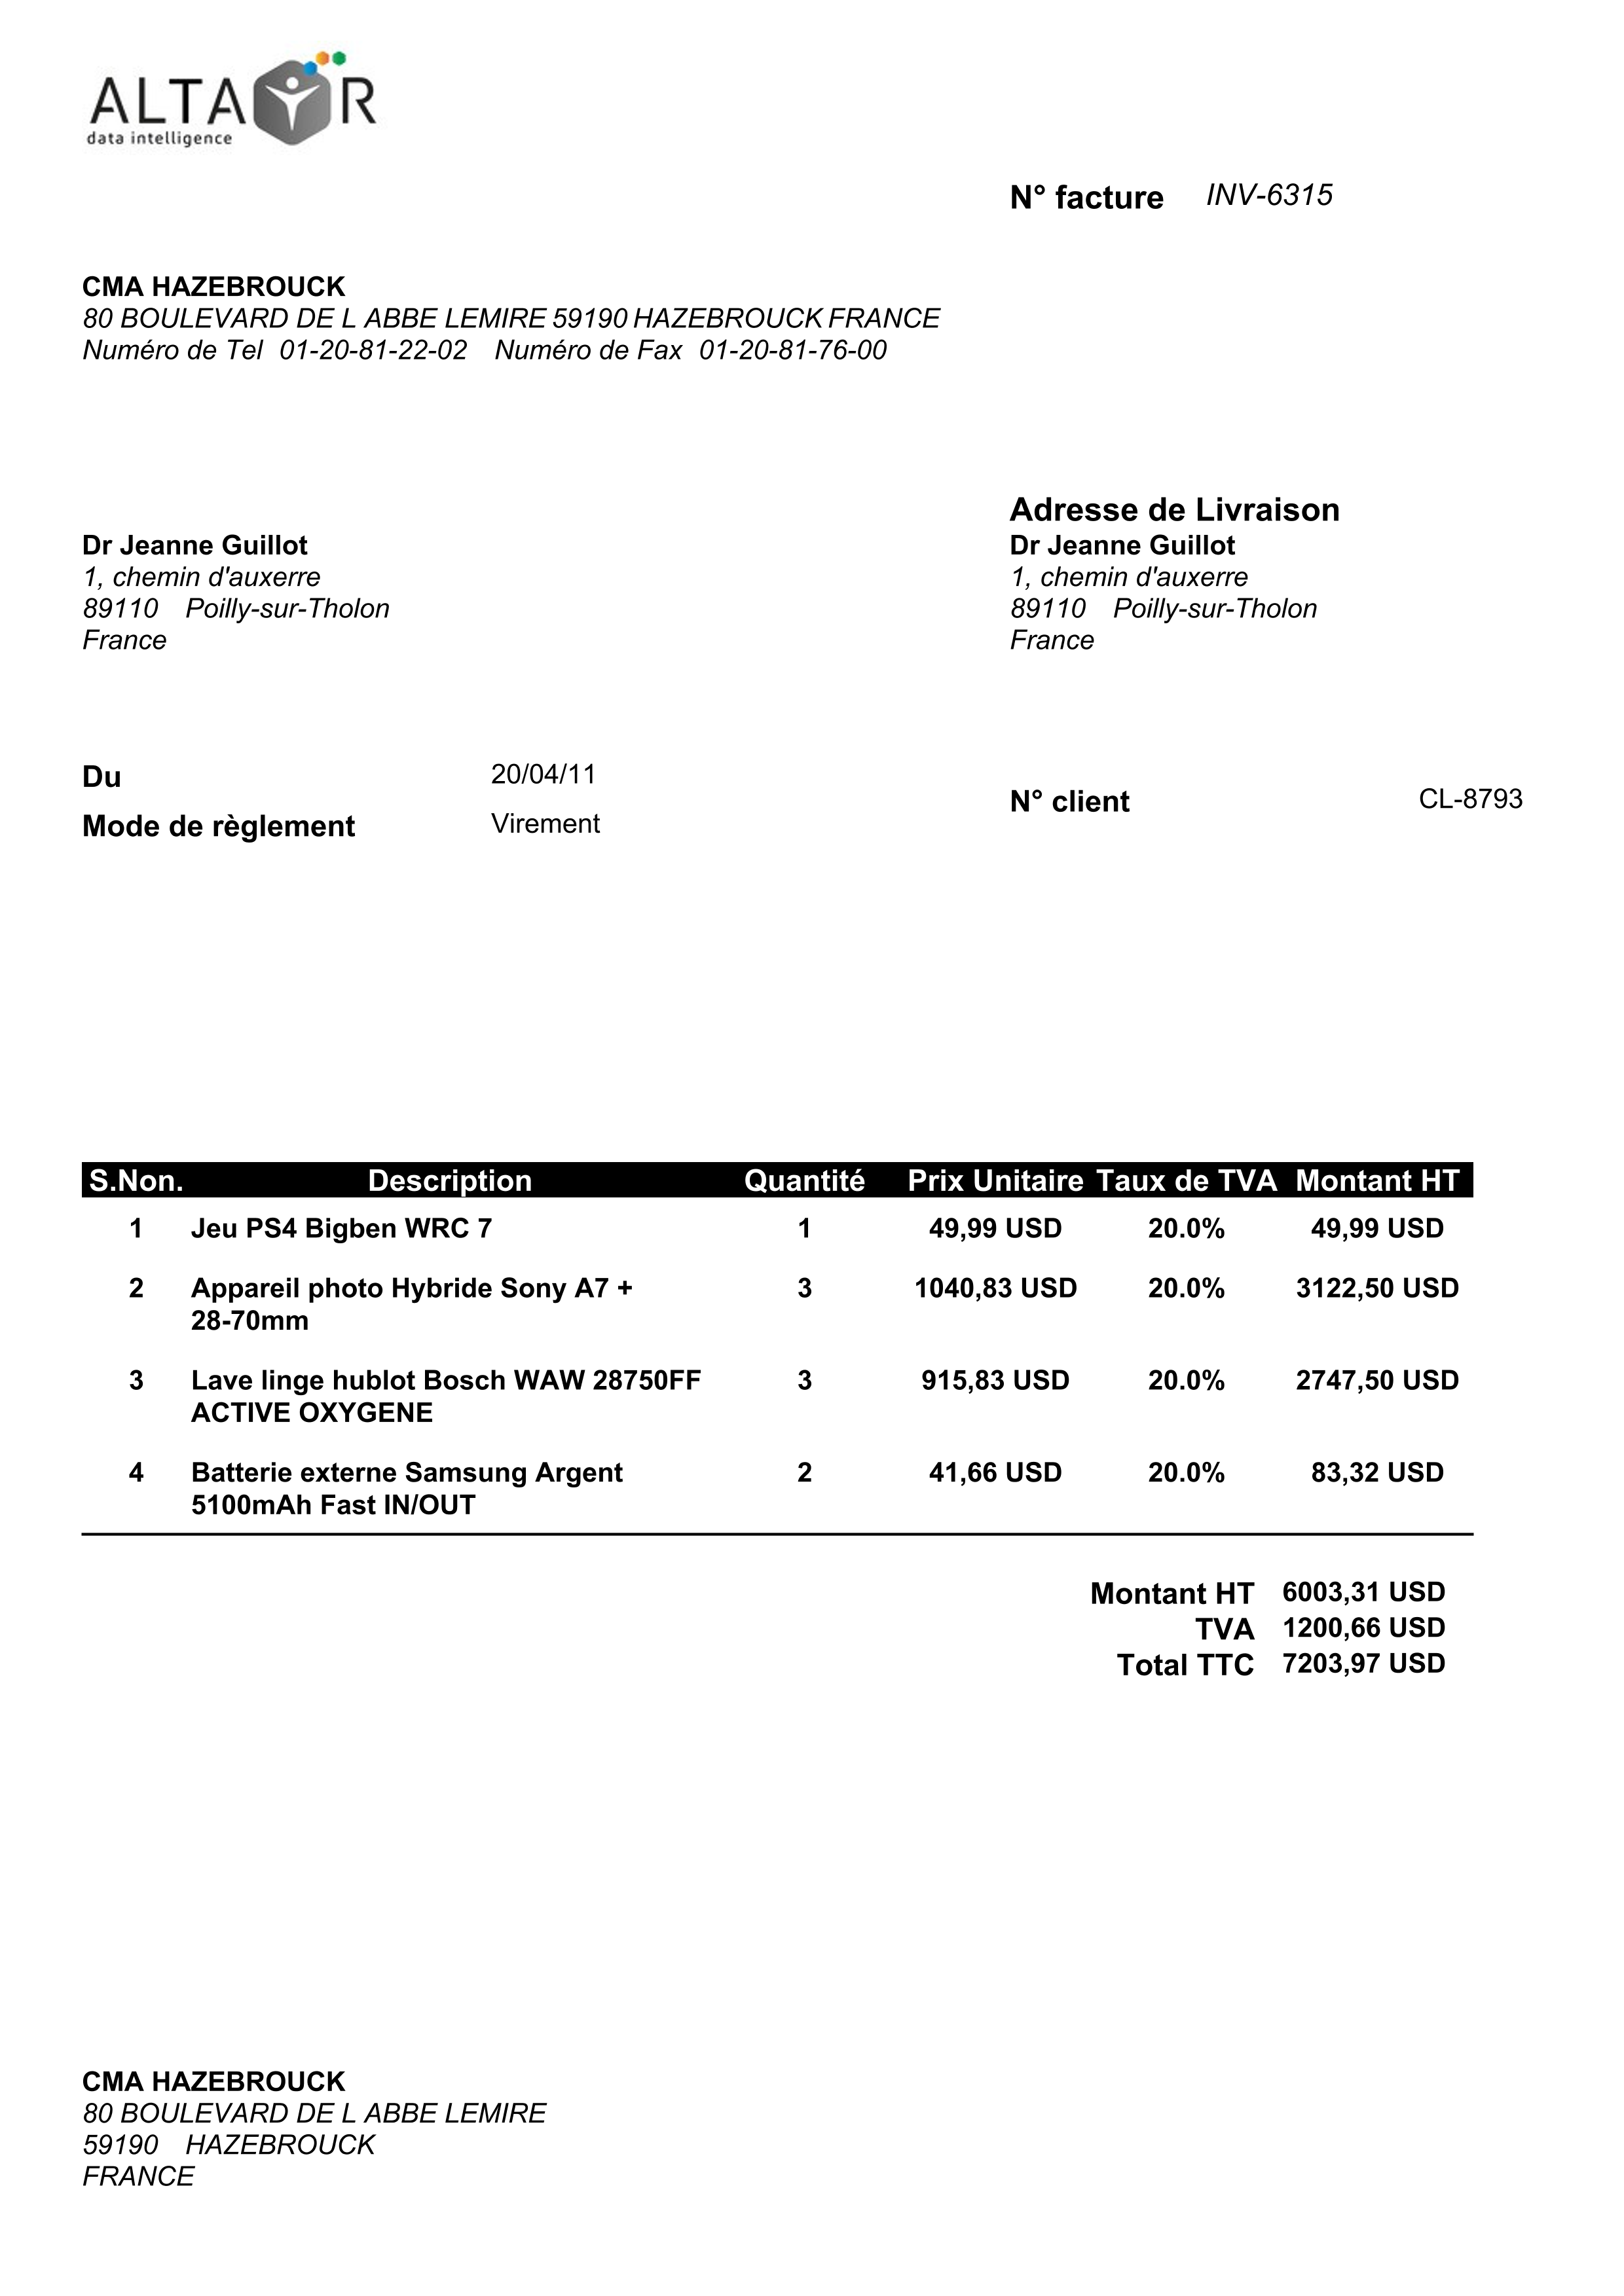 ALTAYR
data intelligence
N° facture INV-6315
CMA HAZEBROUCK
80 BOULEVARD DE L ABBE LEMIRE 59190 HAZEBROUCK FRANCE
Numéro de Tel 01-20-81-22-02 Numéro de Fax 01-20-81-76-00
Dr Jeanne Guillot
1, chemin d'auxerre
89110 Poilly-sur-Tholon
France
Adresse de Livraison
Dr Jeanne Guillot
1, chemin d'auxerre
89110 Poilly-sur-Tholon
France
Du 20/04/11
Mode de règlement Virement
N° client CL-8793
S.Non. Description Quantité Prix Unitaire Taux de TVA Montant HT
1 Jeu PS4 Bigben WRC 7 1 49,99 USD 20.0% 49,99 USD
2 Appareil photo Hybride Sony A7 + 3 1040,83 USD 20.0% 3122,50 USD
28-70mm
3 Lave linge hublot Bosch WAW 28750FF 3 915,83 USD 20.0% 2747,50 USD
ACTIVE OXYGENE
4 Batterie externe Samsung Argent 2 41,66 USD 20.0% 83,32 USD
5100mAh Fast IN/OUT
Montant HT 6003,31 USD
TVA 1200,66 USD
Total TTC 7203,97 USD
CMA HAZEBROUCK
80 BOULEVARD DE L ABBE LEMIRE
59190 HAZEBROUCK
FRANCE